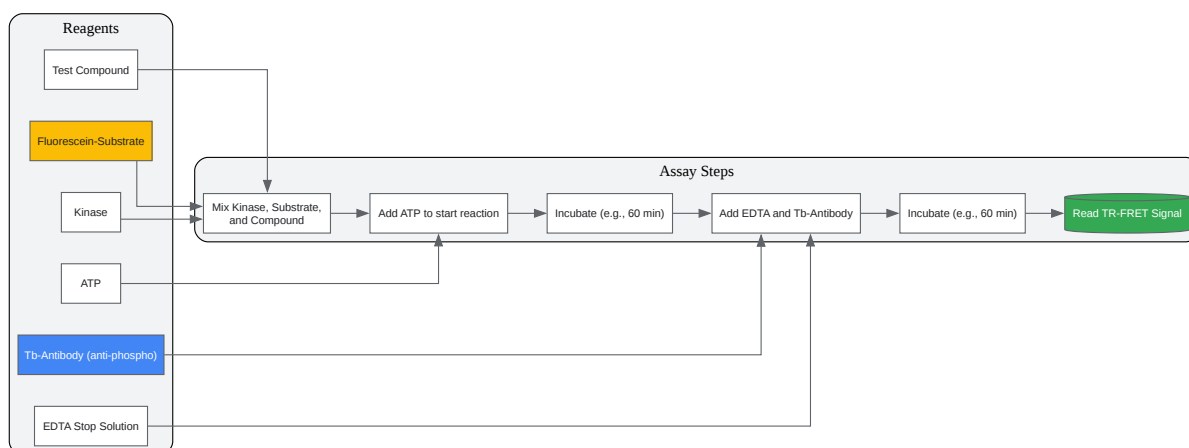 Reagents
Test Compound
Fluorescein-Substrate
Kinase
ATP
Tb-Antibody (anti-phospho)
EDTA Stop Solution
Assay Steps
Mix Kinase, Substrate,
and Compound
Add ATP to start reaction
Incubate (e.g., 60 min)
Add EDTA and Tb-Antibody
Incubate (e.g., 60 min)
Read TR-FRET Signal